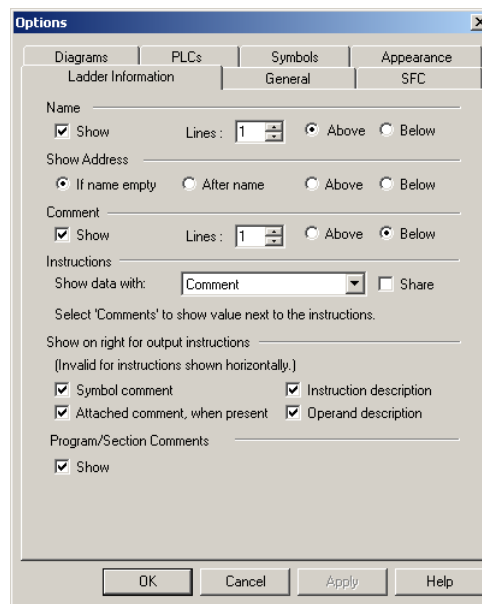 Options
Diagrams PLCs Symbols Appearance
Ladder Information General SFC
Name
Show Lines : 1 Above Below
Show Address
If name empty After name Above Below
Comment
Show Lines : 1 Above Below
Instructions
Show data with: Comment Share
Select 'Comments' to show value next to the instructions.
Show on right for output instructions
(Invalid for instructions shown horizontally.)
Symbol comment Instruction description
Attached comment, when present Operand description
Program/Section Comments
Show
OK Cancel Apply Help